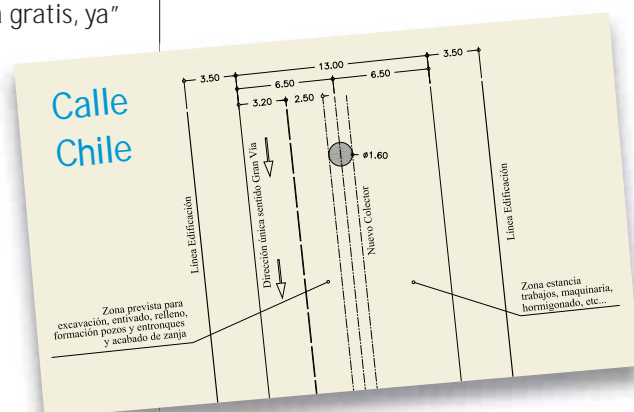 gratis, ya”
Calle
Chile
3.50
13.00
3.50
6.50
6.50
3.20
2.50
ø1.60
Línea Edificación
Dirección única sentido Gran Vía
Nuevo Colector
Línea Edificación
Zona prevista para
excavación, entivado, relleno,
formación pozos y entronques
y acabado de zanja
Zona estancia
trabajos, maquinaria,
hormigonado, etc...